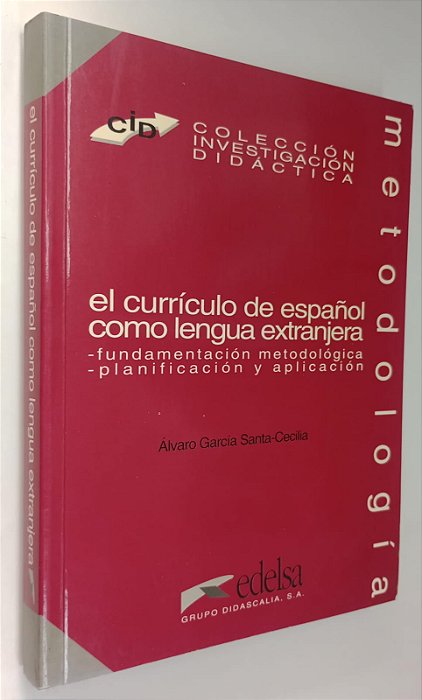 CiD
COLECCIÓN
INVESTIGACIÓN
DIDÁCTICA
metodología
el currículo de español
como lengua extranjera
-fundamentación metodológica
-planificación y aplicación
Álvaro García Santa-Cecilia
edelsa
GRUPO DIDASCALIA, S.A.
el currículo de español como lengua extranjera